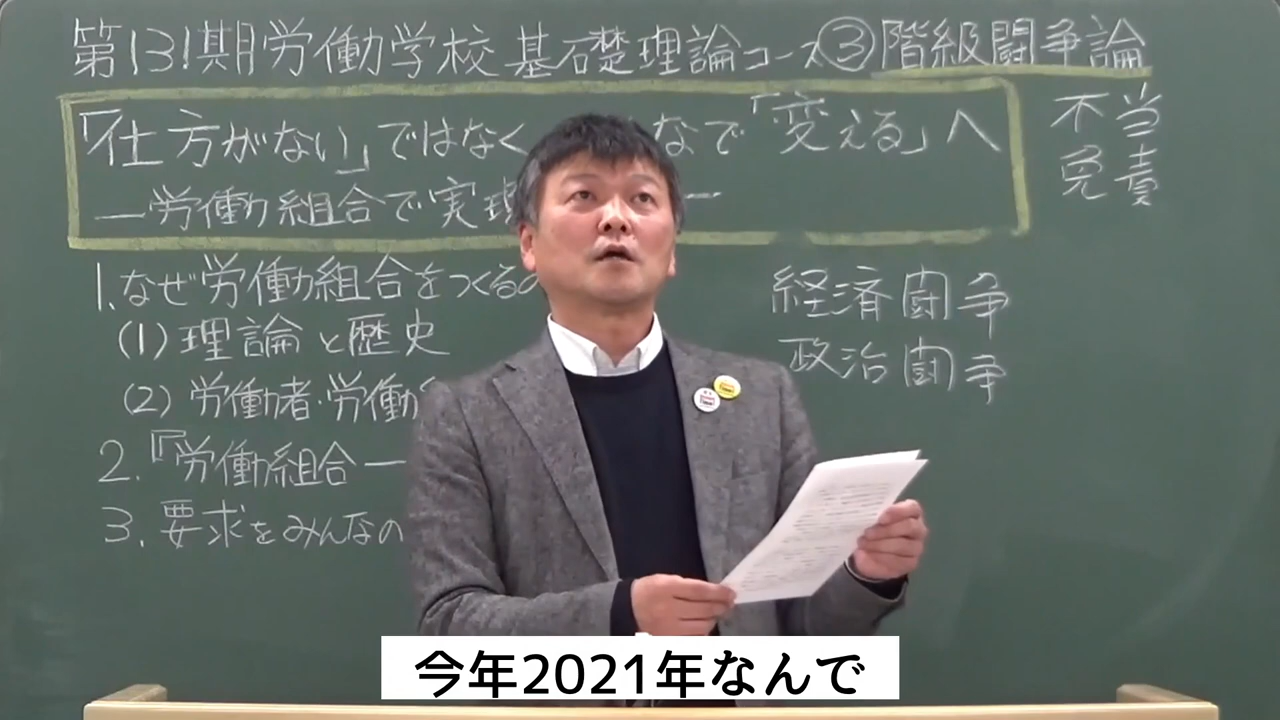 第131期労働学校基礎理論コース③階級闘争論
「仕方がない」ではなく なで「変える」へ
―労働組合で実現 ―
不当
免責
1.なぜ労働組合をつくるの
(1)理論と歴史
(2)労働者・労働
2.『労働組合一
3.要求をみんなの
経済闘争
政治闘争
今年2021年なんで